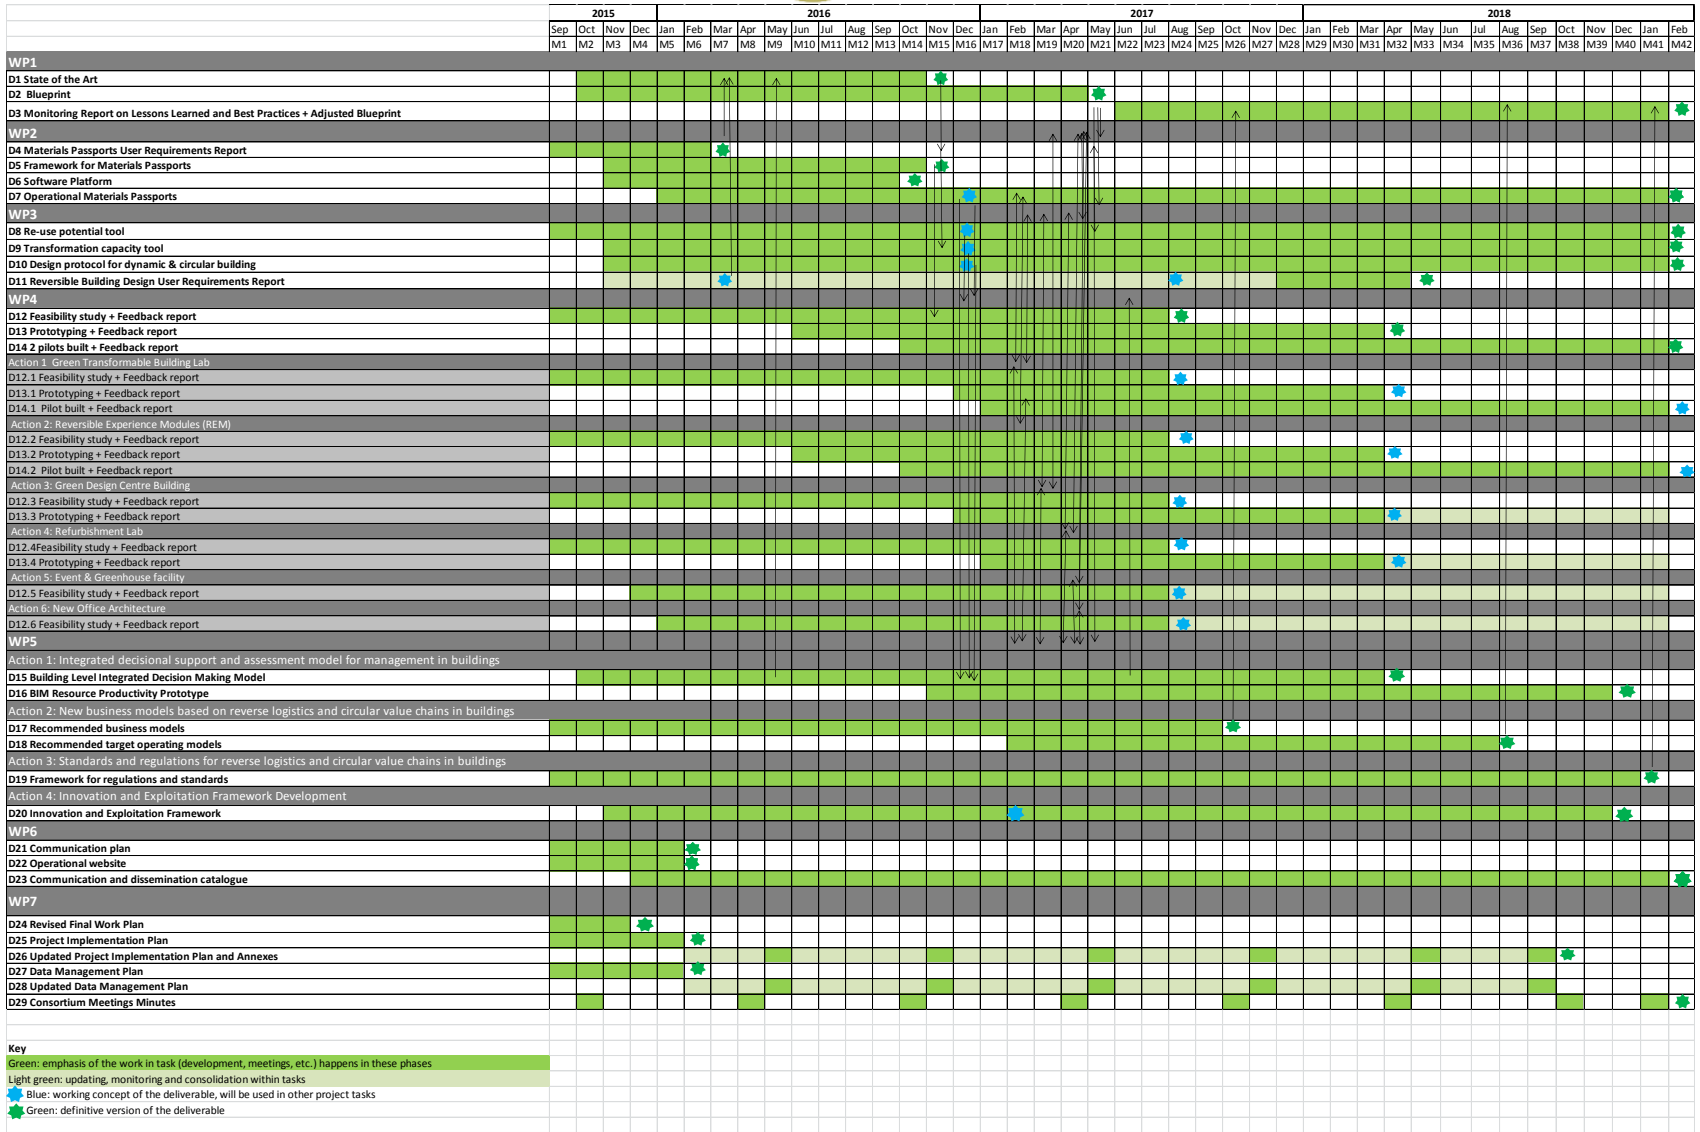 2015 2016 2017 2018
Sep Oct Nov Dec Jan Feb Mar Apr May Jun Jul Aug Sep Oct Nov Dec Jan Feb Mar Apr May Jun Jul Aug Sep Oct Nov Dec Jan Feb Mar Apr May Jun Jul Aug Sep Oct Nov Dec Jan Feb
M1 M2 M3 M4 M5 M6 M7 M8 M9 M10 M11 M12 M13 M14 M15 M16 M17 M18 M19 M20 M21 M22 M23 M24 M25 M26 M27 M28 M29 M30 M31 M32 M33 M34 M35 M36 M37 M38 M39 M40 M41 M42
WP1
D1 State of the Art
D2 Blueprint
D3 Monitoring Report on Lessons Learned and Best Practices + Adjusted Blueprint
WP2
D4 Materials Passports User Requirements Report
D5 Framework for Materials Passports
D6 Software Platform
D7 Operational Materials Passports
WP3
D8 Re-use potential tool
D9 Transformation capacity tool
D10 Design protocol for dynamic & circular building
D11 Reversible Building Design User Requirements Report
WP4
D12 Feasibility study + Feedback report
D13 Prototyping + Feedback report
D14 2 pilots built + Feedback report
Action 1 Green Transformable Building Lab
D12.1 Feasibility study + Feedback report
D13.1 Prototyping + Feedback report
D14.1 Pilot built + Feedback report
Action 2: Reversible Experience Modules (REM)
D12.2 Feasibility study + Feedback report
D13.2 Prototyping + Feedback report
D14.2 Pilot built + Feedback report
Action 3: Green Design Centre Building
D12.3 Feasibility study + Feedback report
D13.3 Prototyping + Feedback report
Action 4: Refurbishment Lab
D12.4Feasibility study + Feedback report
D13.4 Prototyping + Feedback report
Action 5: Event & Greenhouse facility
D12.5 Feasibility study + Feedback report
Action 6: New Office Architecture
D12.6 Feasibility study + Feedback report
WP5
Action 1: Integrated decisional support and assessment model for management in buildings
D15 Building Level Integrated Decision Making Model
D16 BIM Resource Productivity Prototype
Action 2: New business models based on reverse logistics and circular value chains in buildings
D17 Recommended business models
D18 Recommended target operating models
Action 3: Standards and regulations for reverse logistics and circular value chains in buildings
D19 Framework for regulations and standards
Action 4: Innovation and Exploitation Framework Development
D20 Innovation and Exploitation Framework
WP6
D21 Communication plan
D22 Operational website
D23 Communication and dissemination catalogue
WP7
D24 Revised Final Work Plan
D25 Project Implementation Plan
D26 Updated Project Implementation Plan and Annexes
D27 Data Management Plan
D28 Updated Data Management Plan
D29 Consortium Meetings Minutes
Key
Green: emphasis of the work in task (development, meetings, etc.) happens in these phases
Light green: updating, monitoring and consolidation within tasks
Blue: working concept of the deliverable, will be used in other project tasks
Green: definitive version of the deliverable